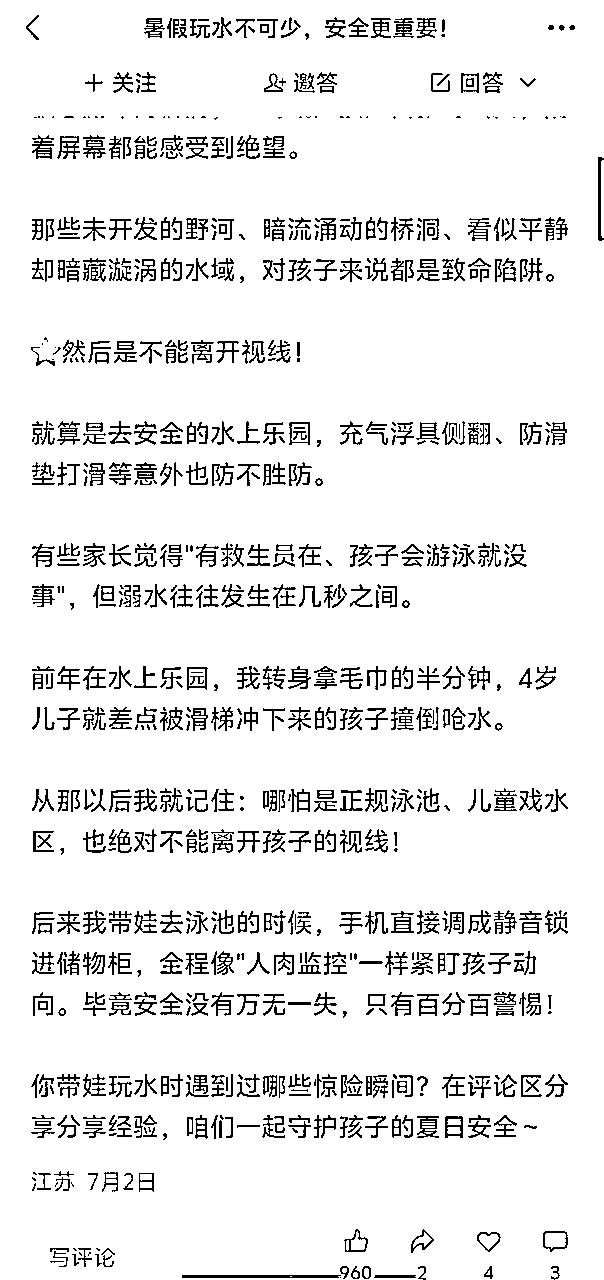 暑假玩水不可少，安全更重要！
关注
邀答
回答
着屏幕都能感受到绝望。
那些未开发的野河、暗流涌动的桥洞、看似平静
却暗藏漩涡的水域，对孩子来说都是致命陷阱。
☆然后是不能离开视线！
就算是去安全的水上乐园，充气浮具侧翻、防滑
垫打滑等意外也防不胜防。
有些家长觉得"有救生员在、孩子会游泳就没
事"，但溺水往往发生在几秒之间。
前年在水上乐园，我转身拿毛巾的半分钟，4岁
儿子就差点被滑梯冲下来的孩子撞倒呛水。
从那以后我就记住：哪怕是正规泳池、儿童戏水
区，也绝对不能离开孩子的视线！
后来我带娃去泳池的时候，手机直接调成静音锁
进储物柜，全程像"人肉监控"一样紧盯孩子动
向。毕竟安全没有万无一失，只有百分百警惕！
你带娃玩水时遇到过哪些惊险瞬间？在评论区分
享分享经验，咱们一起守护孩子的夏日安全～
江苏 7月2日
写评论
960
2
4
3